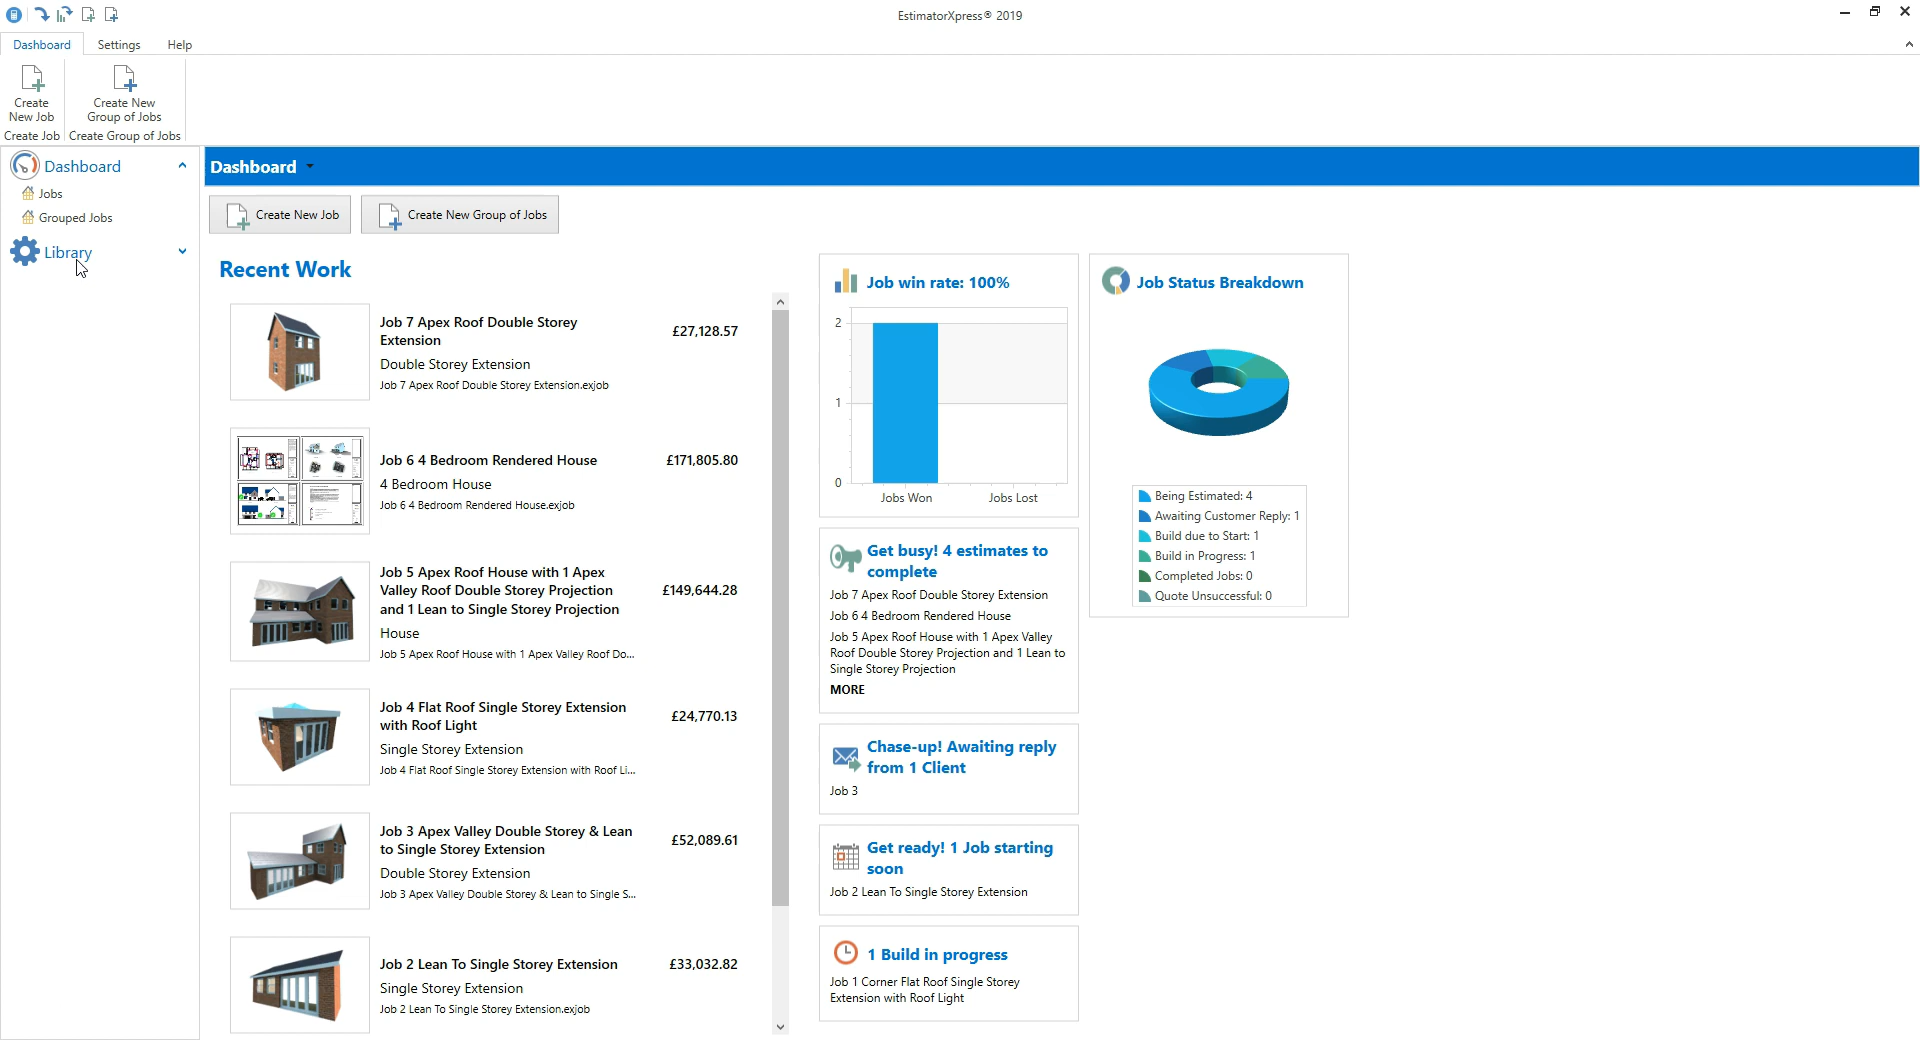 EstimatorXpress® 2019
Dashboard Settings Help
Create
New Job
Create New
Group of Jobs
Create Job
Create Group of Jobs
Dashboard
Jobs
Grouped Jobs
Library
Dashboard
Create New Job
Create New Group of Jobs
Recent Work
Job 7 Apex Roof Double Storey
Extension
£27,128.57
Double Storey Extension
Job 7 Apex Roof Double Storey Extension.exjob
Job 6 4 Bedroom Rendered House
£171,805.80
4 Bedroom House
Job 6 4 Bedroom Rendered House.exjob
Job 5 Apex Roof House with 1 Apex
Valley Roof Double Storey Projection
and 1 Lean to Single Storey Projection
£149,644.28
House
Job 5 Apex Roof House with 1 Apex Valley Roof Do...
Job 4 Flat Roof Single Storey Extension
with Roof Light
£24,770.13
Single Storey Extension
Job 4 Flat Roof Single Storey Extension with Roof Li...
Job 3 Apex Valley Double Storey & Lean
to Single Storey Extension
£52,089.61
Double Storey Extension
Job 3 Apex Valley Double Storey & Lean to Single S...
Job 2 Lean To Single Storey Extension
£33,032.82
Single Storey Extension
Job 2 Lean To Single Storey Extension.exjob
Job win rate: 100%
2
1
0
Jobs Won
Jobs Lost
Get busy! 4 estimates to
complete
Job 7 Apex Roof Double Storey Extension
Job 6 4 Bedroom Rendered House
Job 5 Apex Roof House with 1 Apex Valley
Roof Double Storey Projection and 1 Lean to
Single Storey Projection
MORE
Chase-up! Awaiting reply
from 1 Client
Job 3
Get ready! 1 Job starting
soon
Job 2 Lean To Single Storey Extension
1 Build in progress
Job 1 Corner Flat Roof Single Storey
Extension with Roof Light
Job Status Breakdown
Being Estimated: 4
Awaiting Customer Reply: 1
Build due to Start: 1
Build in Progress: 1
Completed Jobs: 0
Quote Unsuccessful: 0